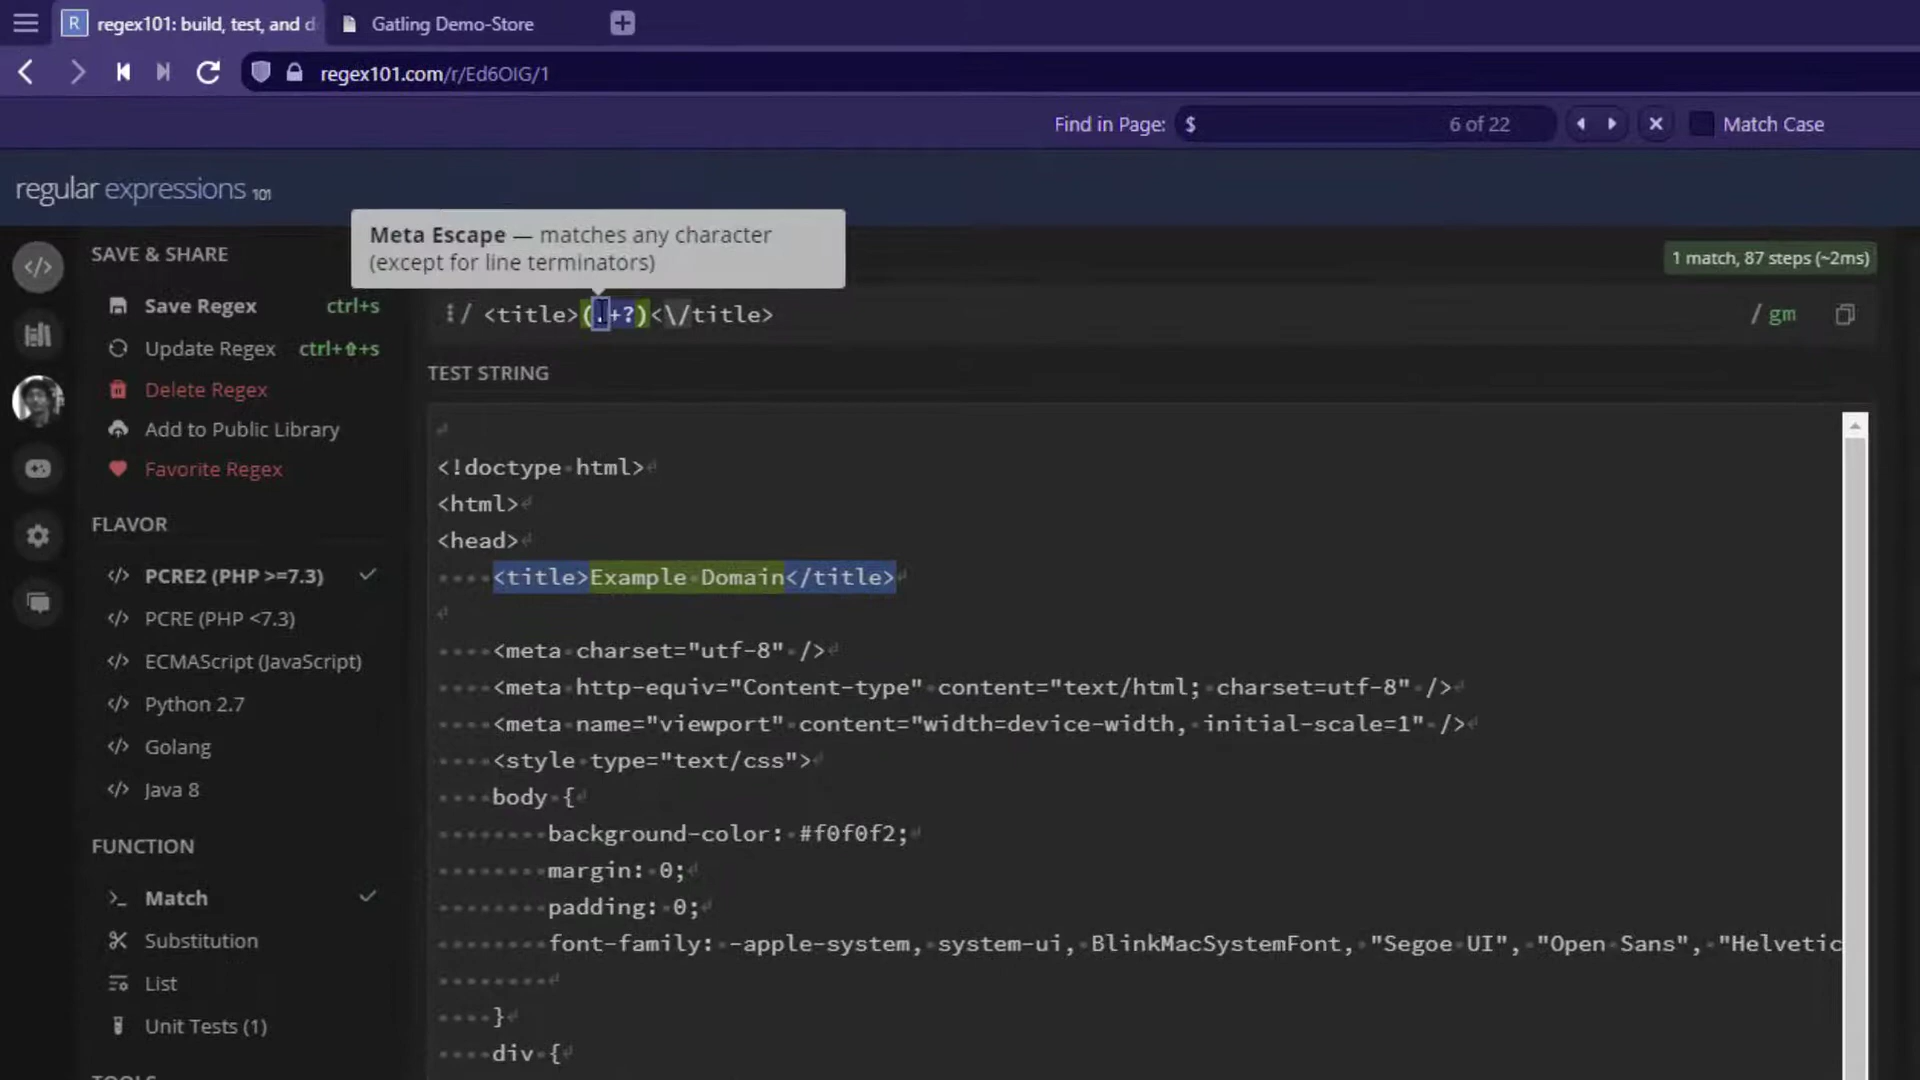 regex101: build, test, and d
Gatling Demo-Store
regex101.com/r/Ed6OIG/1
Find in Page: $ 6 of 22 Match Case
regular expressions 101
Meta Escape — matches any character
(except for line terminators)
SAVE & SHARE
1 match, 87 steps (~2ms)
Save Regex ctrl+s
/ <title>(.+?)<\/title> / gm
Update Regex ctrl+⇧+s
TEST STRING
Delete Regex
Add to Public Library
Favorite Regex
<!doctype html>
<html>
<head>
<title>Example Domain</title>
<meta charset="utf-8" />
<meta http-equiv="Content-type" content="text/html; charset=utf-8" />
<meta name="viewport" content="width=device-width, initial-scale=1" />
<style type="text/css">
body {
background-color: #f0f0f2;
margin: 0;
padding: 0;
font-family: -apple-system, system-ui, BlinkMacSystemFont, "Segoe UI", "Open Sans", "Helvetic
}
div {
FLAVOR
PCRE2 (PHP >=7.3)
PCRE (PHP <7.3)
ECMAScript (JavaScript)
Python 2.7
Golang
Java 8
FUNCTION
Match
Substitution
List
Unit Tests (1)
TOOLS